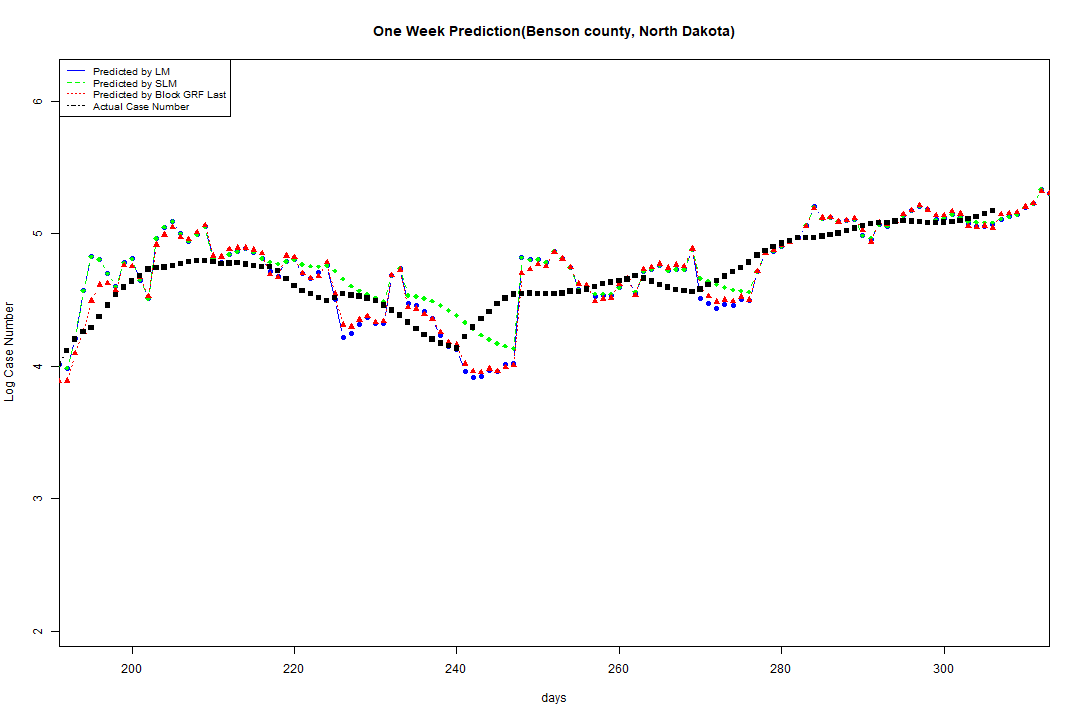 One Week Prediction(Benson county, North Dakota)
Predicted by LM
Predicted by SLM
Predicted by Block GRF Last
Actual Case Number
6
5
4
3
2
Log Case Number
200 220 240 260 280 300
days